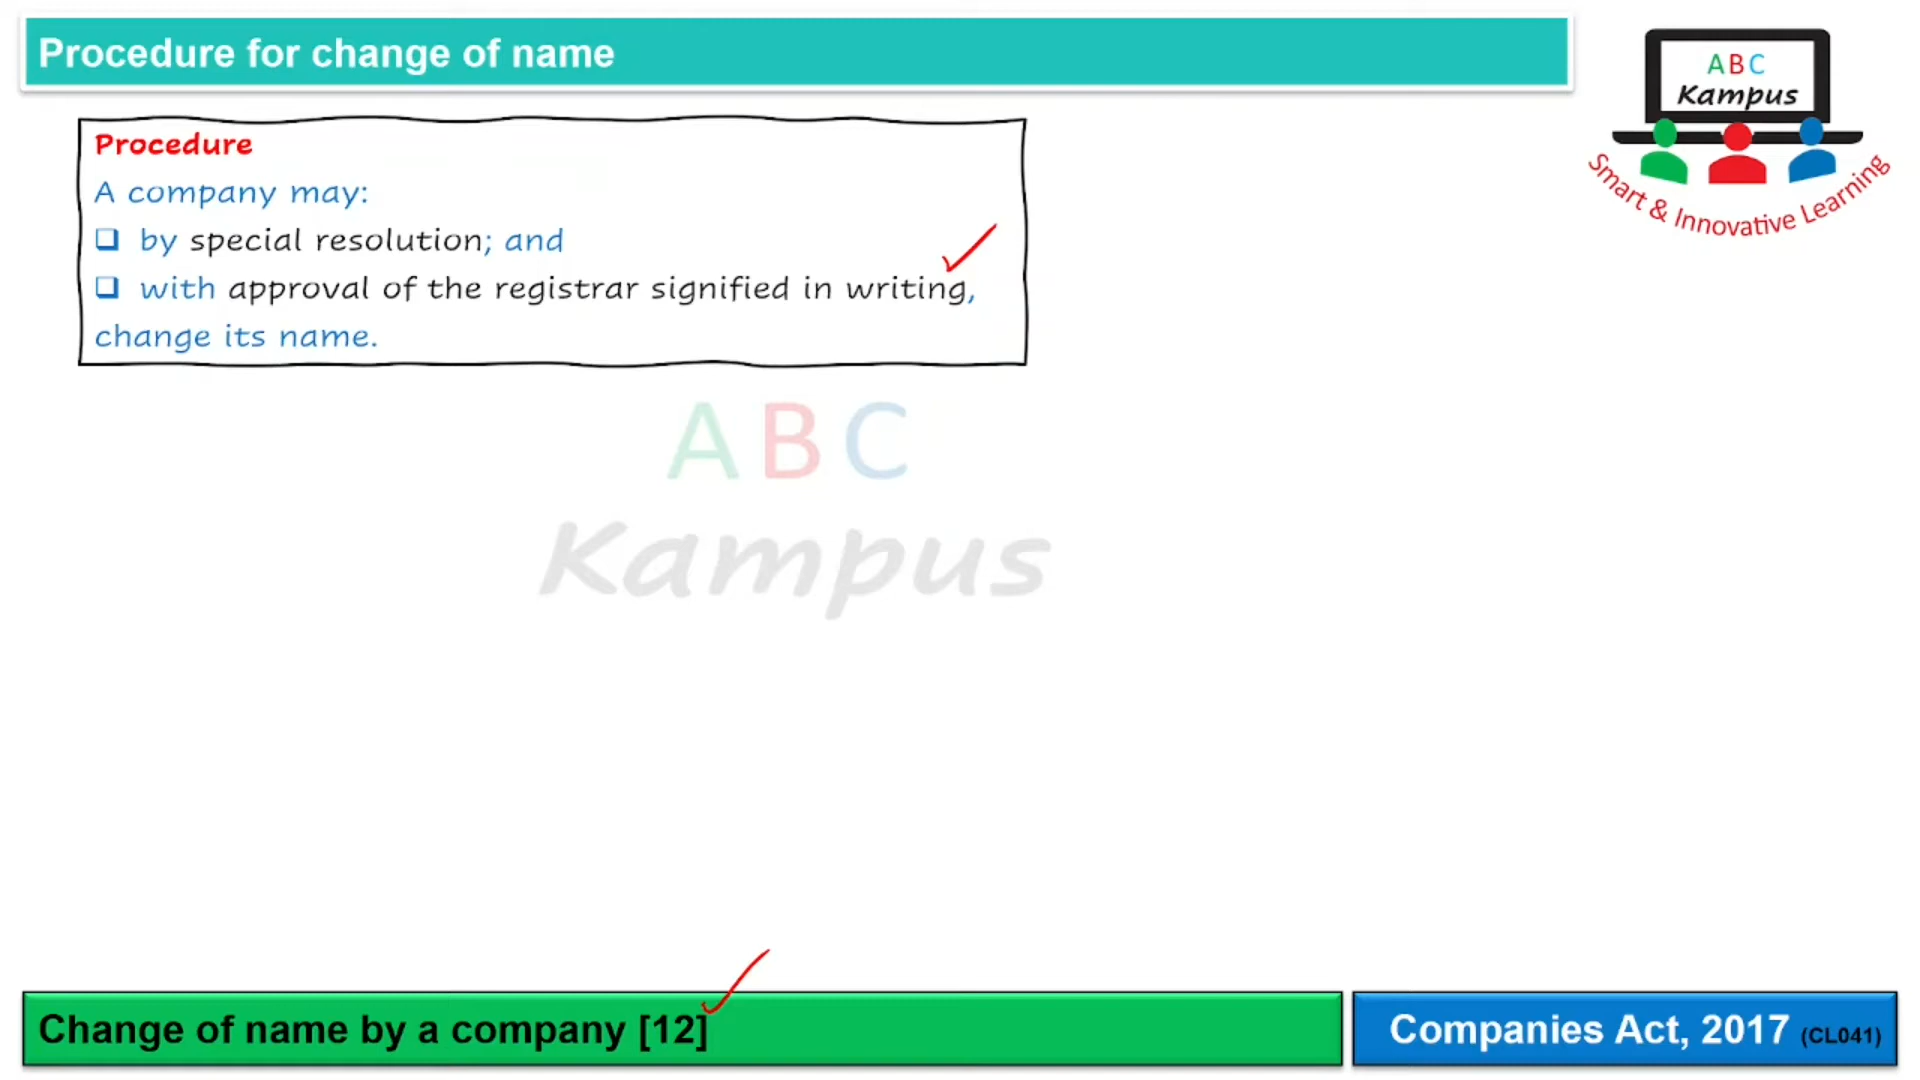 Procedure for change of name
ABC
Kampus
Smart & Innovative Learning
Procedure
A company may:
❑ by special resolution; and
❑ with approval of the registrar signified in writing,
change its name.
ABC
Kampus
Change of name by a company [12]
Companies Act, 2017 (CL041)